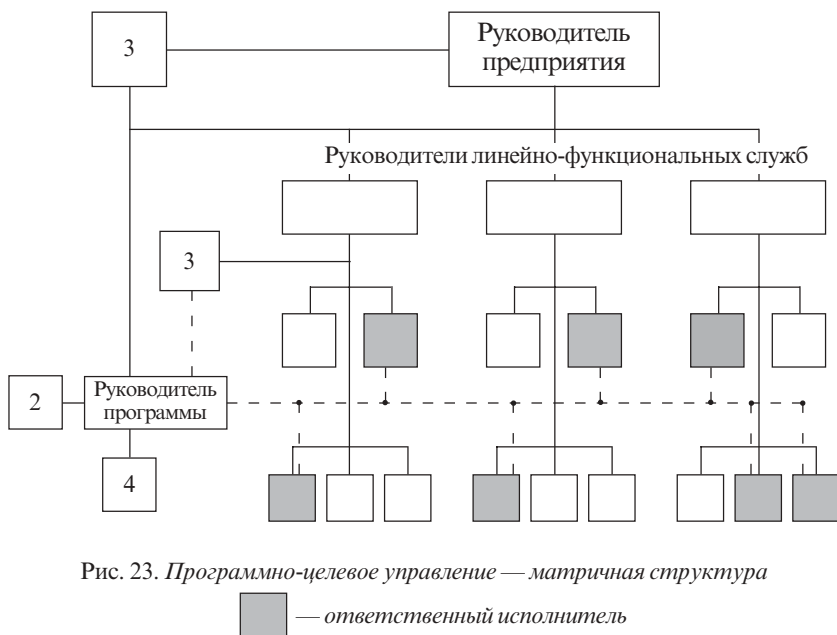 3
Руководитель
предприятия
Руководители линейно-функциональных служб
3
2
Руководитель
программы
4
Рис. 23. Программно-целевое управление — матричная структура
— ответственный исполнитель